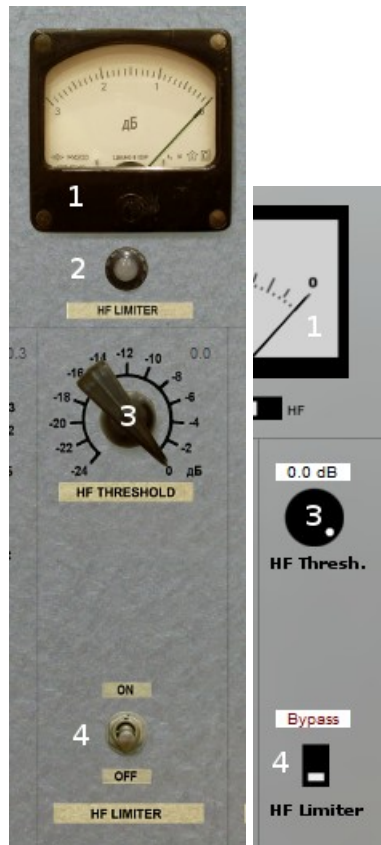 3
2
1
0
дБ
1
2
HF LIMITER
0.3
0.0
-14
-12
-10
-16
-8
-18
-6
3
-20
-4
-22
-2
-24
0
дБ
HF THRESHOLD
ON
4
OFF
HF LIMITER
0
1
HF
0.0 dB
3
HF Thresh.
Bypass
4
HF Limiter